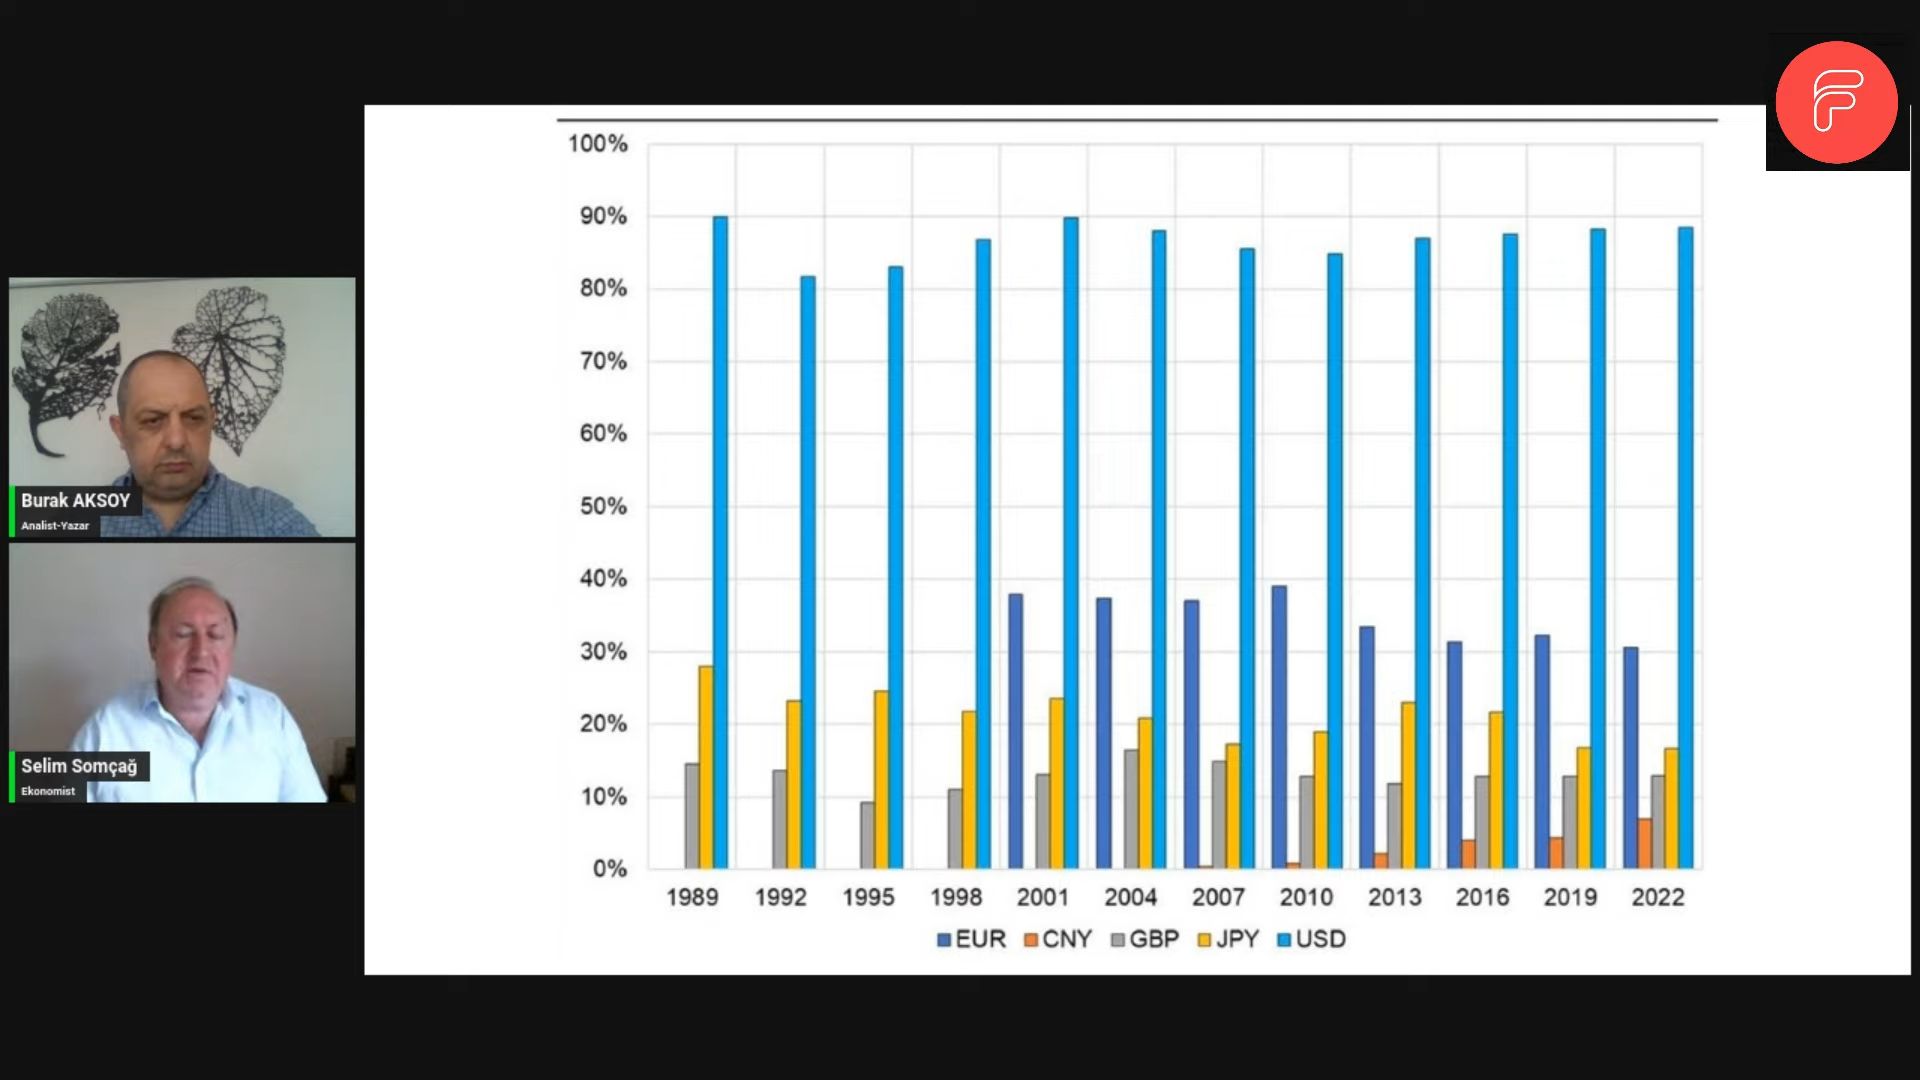 Burak AKSOY
Analist-Yazar
Selim Somçağ
Ekonomist
100%
90%
80%
70%
60%
50%
40%
30%
20%
10%
0%
1989 1992 1995 1998 2001 2004 2007 2010 2013 2016 2019 2022
EUR CNY GBP JPY USD